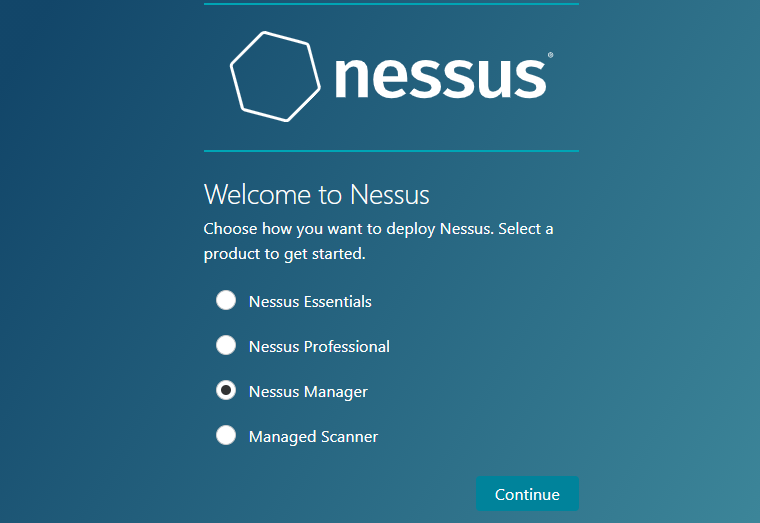 nessus®
Welcome to Nessus
Choose how you want to deploy Nessus. Select a
product to get started.
Nessus Essentials
Nessus Professional
Nessus Manager
Managed Scanner
Continue